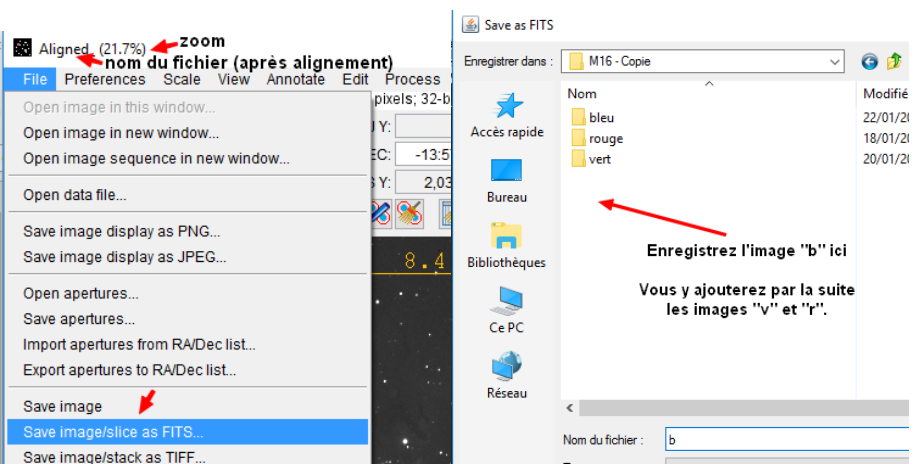 Aligned (21.7%)
zoom
nom du fichier (après alignement)
File Preferences Scale View Annotate Edit Process
Open image in this window...
Open image in new window...
Open image sequence in new window...
Open data file...
Save image display as PNG...
Save image display as JPEG...
Open apertures...
Save apertures...
Import apertures from RA/Dec list...
Export apertures to RA/Dec list...
Save image
Save image/slice as FITS...
Save image/stack as TIFF...
pixels; 32-b
Y:
EC: -13:5
Y: 2,03
8.4
Save as FITS
Enregistrer dans : M16 - Copie
Nom Modifié
bleu 22/01/20
rouge 18/01/20
vert 20/01/20
Accès rapide
Bureau
Bibliothèques
Ce PC
Réseau
Enregistrez l'image "b" ici
Vous y ajouterez par la suite
les images "v" et "r".
Nom du fichier : b